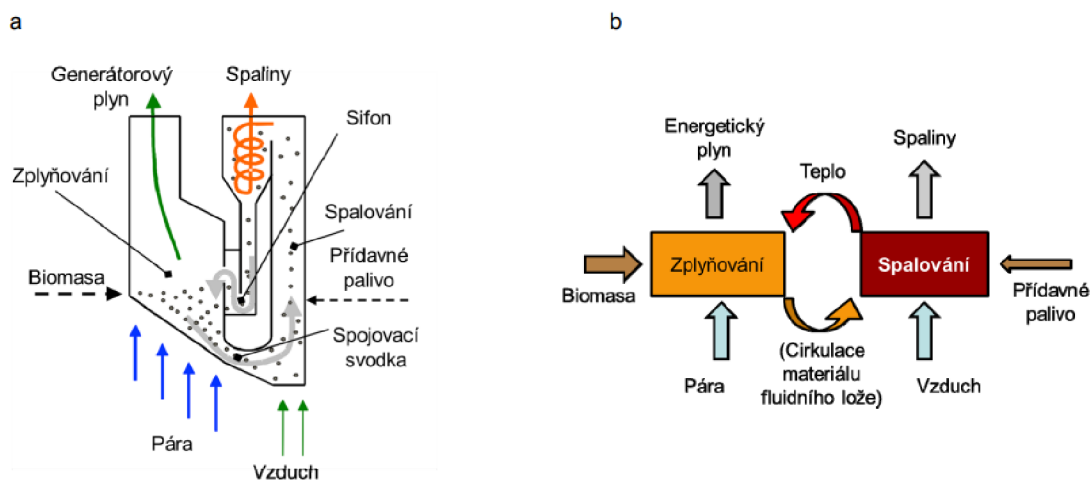 a
Generátorový
plyn
Spaliny
Sifon
Zplyňování
Spalování
Biomasa
Přídavné
palivo
Spojovací
svodka
Pára
Vzduch
b
Energetický
plyn
Spaliny
Teplo
Zplyňování
Spalování
Biomasa
Přídavné
palivo
(Cirkulace
materiálu
fluidního lože)
Pára
Vzduch